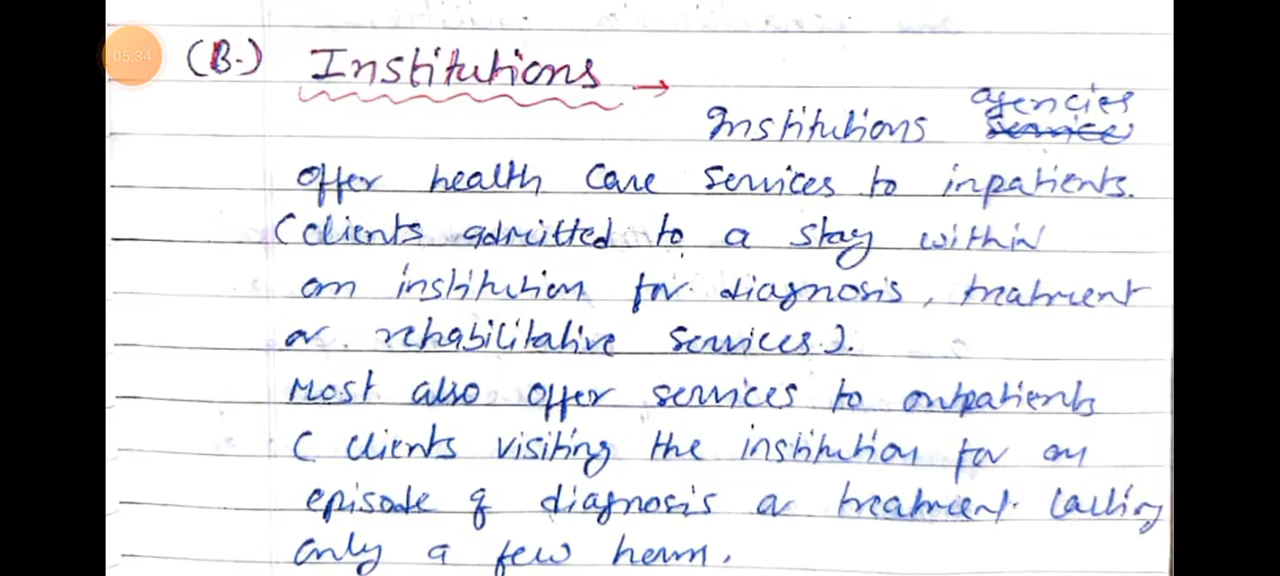 05:34
(B.) Institutions →
Institutions agencies
offer health care services to inpatients.
(clients admitted to a stay within
an institution for diagnosis, treatment
or rehabilitative services).
Most also offer services to outpatients
(clients visiting the institution for an
episode of diagnosis or treatment lasting
only a few hours.